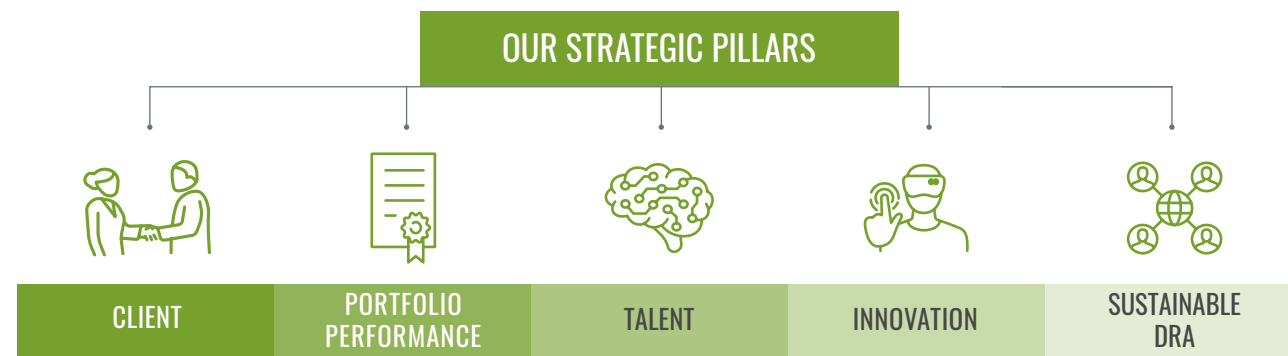 OUR STRATEGIC PILLARS
CLIENT
PORTFOLIO
PERFORMANCE
TALENT
INNOVATION
SUSTAINABLE
DRA